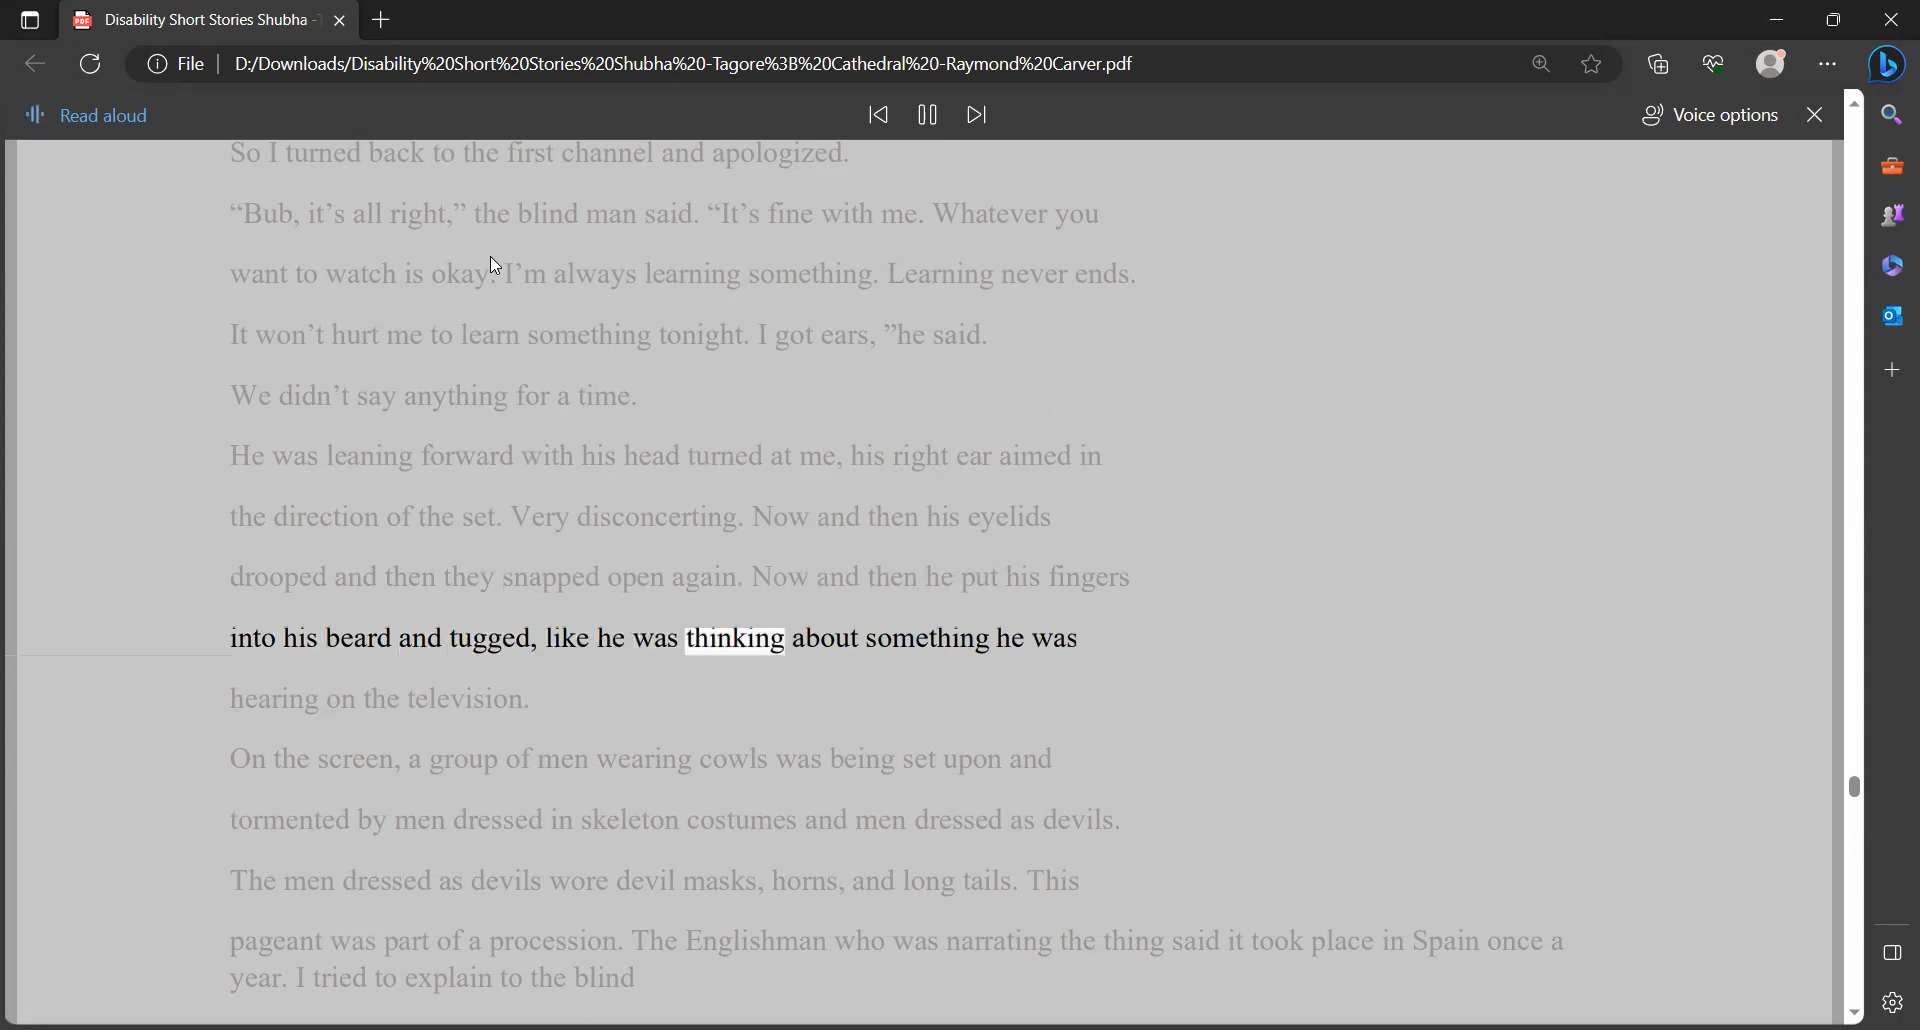 Disability Short Stories Shubha -
File
D:/Downloads/Disability%20Short%20Stories%20Shubha%20-Tagore%3B%20Cathedral%20-Raymond%20Carver.pdf
Read aloud
Voice options
So I turned back to the first channel and apologized.
“Bub, it’s all right,” the blind man said. “It’s fine with me. Whatever you
want to watch is okay. I’m always learning something. Learning never ends.
It won’t hurt me to learn something tonight. I got ears, ”he said.
We didn’t say anything for a time.
He was leaning forward with his head turned at me, his right ear aimed in
the direction of the set. Very disconcerting. Now and then his eyelids
drooped and then they snapped open again. Now and then he put his fingers
into his beard and tugged, like he was thinking about something he was
hearing on the television.
On the screen, a group of men wearing cowls was being set upon and
tormented by men dressed in skeleton costumes and men dressed as devils.
The men dressed as devils wore devil masks, horns, and long tails. This
pageant was part of a procession. The Englishman who was narrating the thing said it took place in Spain once a
year. I tried to explain to the blind